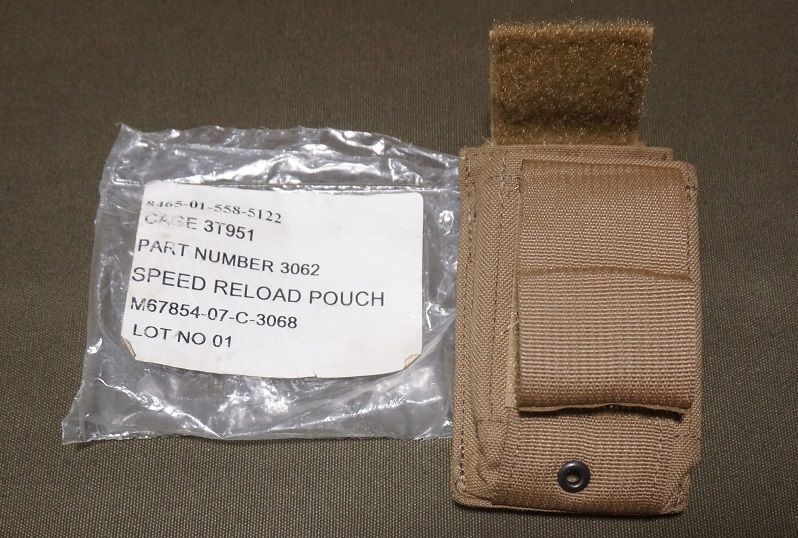 8465-01-558-5122
CAGE 3T951
PART NUMBER 3062
SPEED RELOAD POUCH
M67854-07-C-3068
LOT NO 01